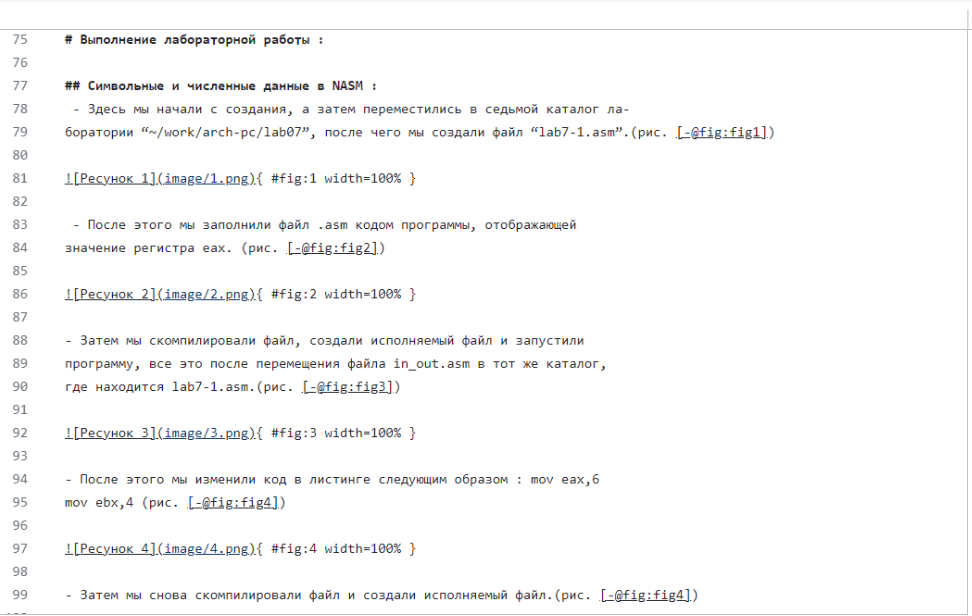 75 # Выполнение лабораторной работы :
76
77 ## Символьные и численные данные в NASM :
78 - Здесь мы начали с создания, а затем переместились в седьмой каталог ла-
79 боратории “~/work/arch-pc/lab07”, после чего мы создали файл “lab7-1.asm”.(рис. [-@fig:fig1])
80
81 ![Ресунок 1](image/1.png){ #fig:1 width=100% }
82
83 - После этого мы заполнили файл .asm кодом программы, отображающей
84 значение регистра eax. (рис. [-@fig:fig2])
85
86 ![Ресунок 2](image/2.png){ #fig:2 width=100% }
87
88 - Затем мы скомпилировали файл, создали исполняемый файл и запустили
89 программу, все это после перемещения файла in_out.asm в тот же каталог,
90 где находится lab7-1.asm.(рис. [-@fig:fig3])
91
92 ![Ресунок 3](image/3.png){ #fig:3 width=100% }
93
94 - После этого мы изменили код в листинге следующим образом : mov eax,6
95 mov ebx,4 (рис. [-@fig:fig4])
96
97 ![Ресунок 4](image/4.png){ #fig:4 width=100% }
98
99 - Затем мы снова скомпилировали файл и создали исполняемый файл.(рис. [-@fig:fig4])